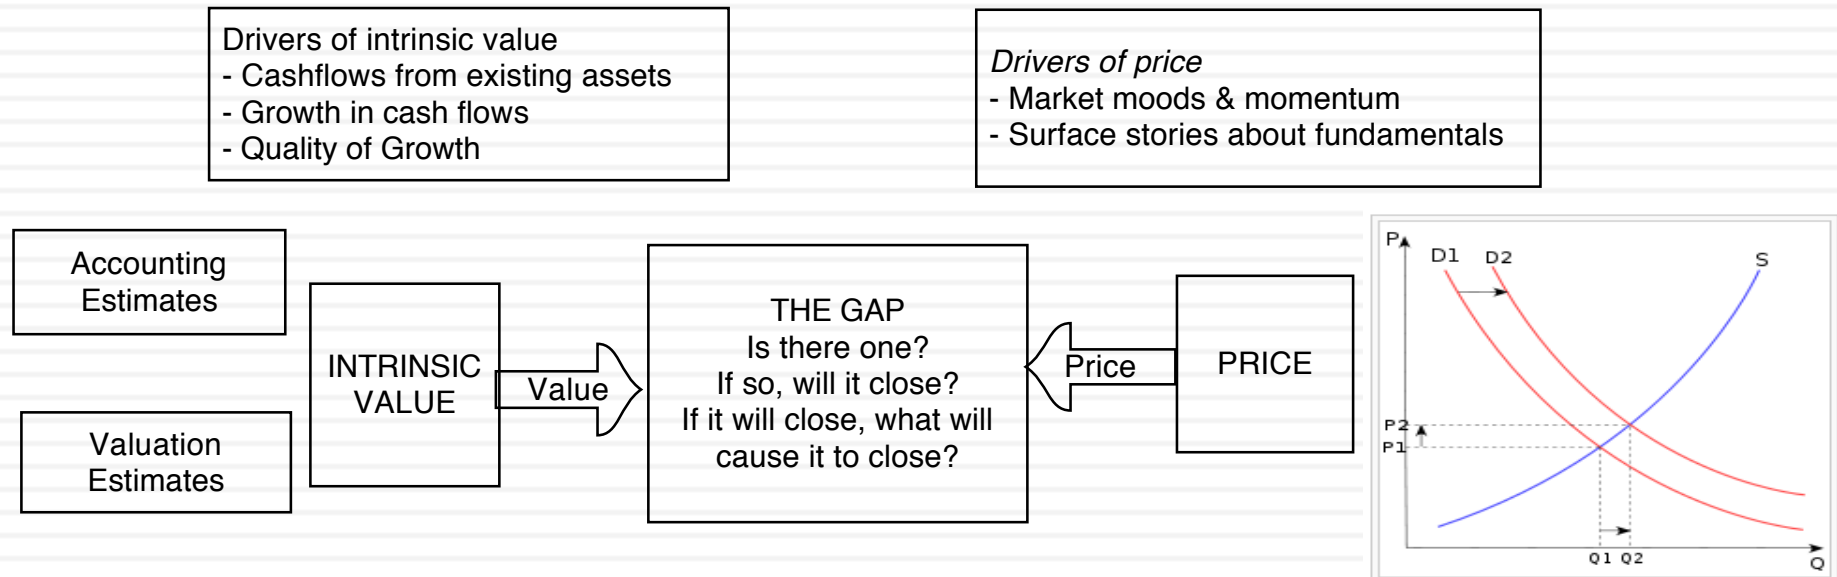 Drivers of intrinsic value
- Cashflows from existing assets
- Growth in cash flows
- Quality of Growth
Drivers of price
- Market moods & momentum
- Surface stories about fundamentals
Accounting
Estimates
Valuation
Estimates
INTRINSIC
VALUE
Value
THE GAP
Is there one?
If so, will it close?
If it will close, what will
cause it to close?
Price
PRICE
P
D1
D2
S
P2
P1
Q1
Q2
Q